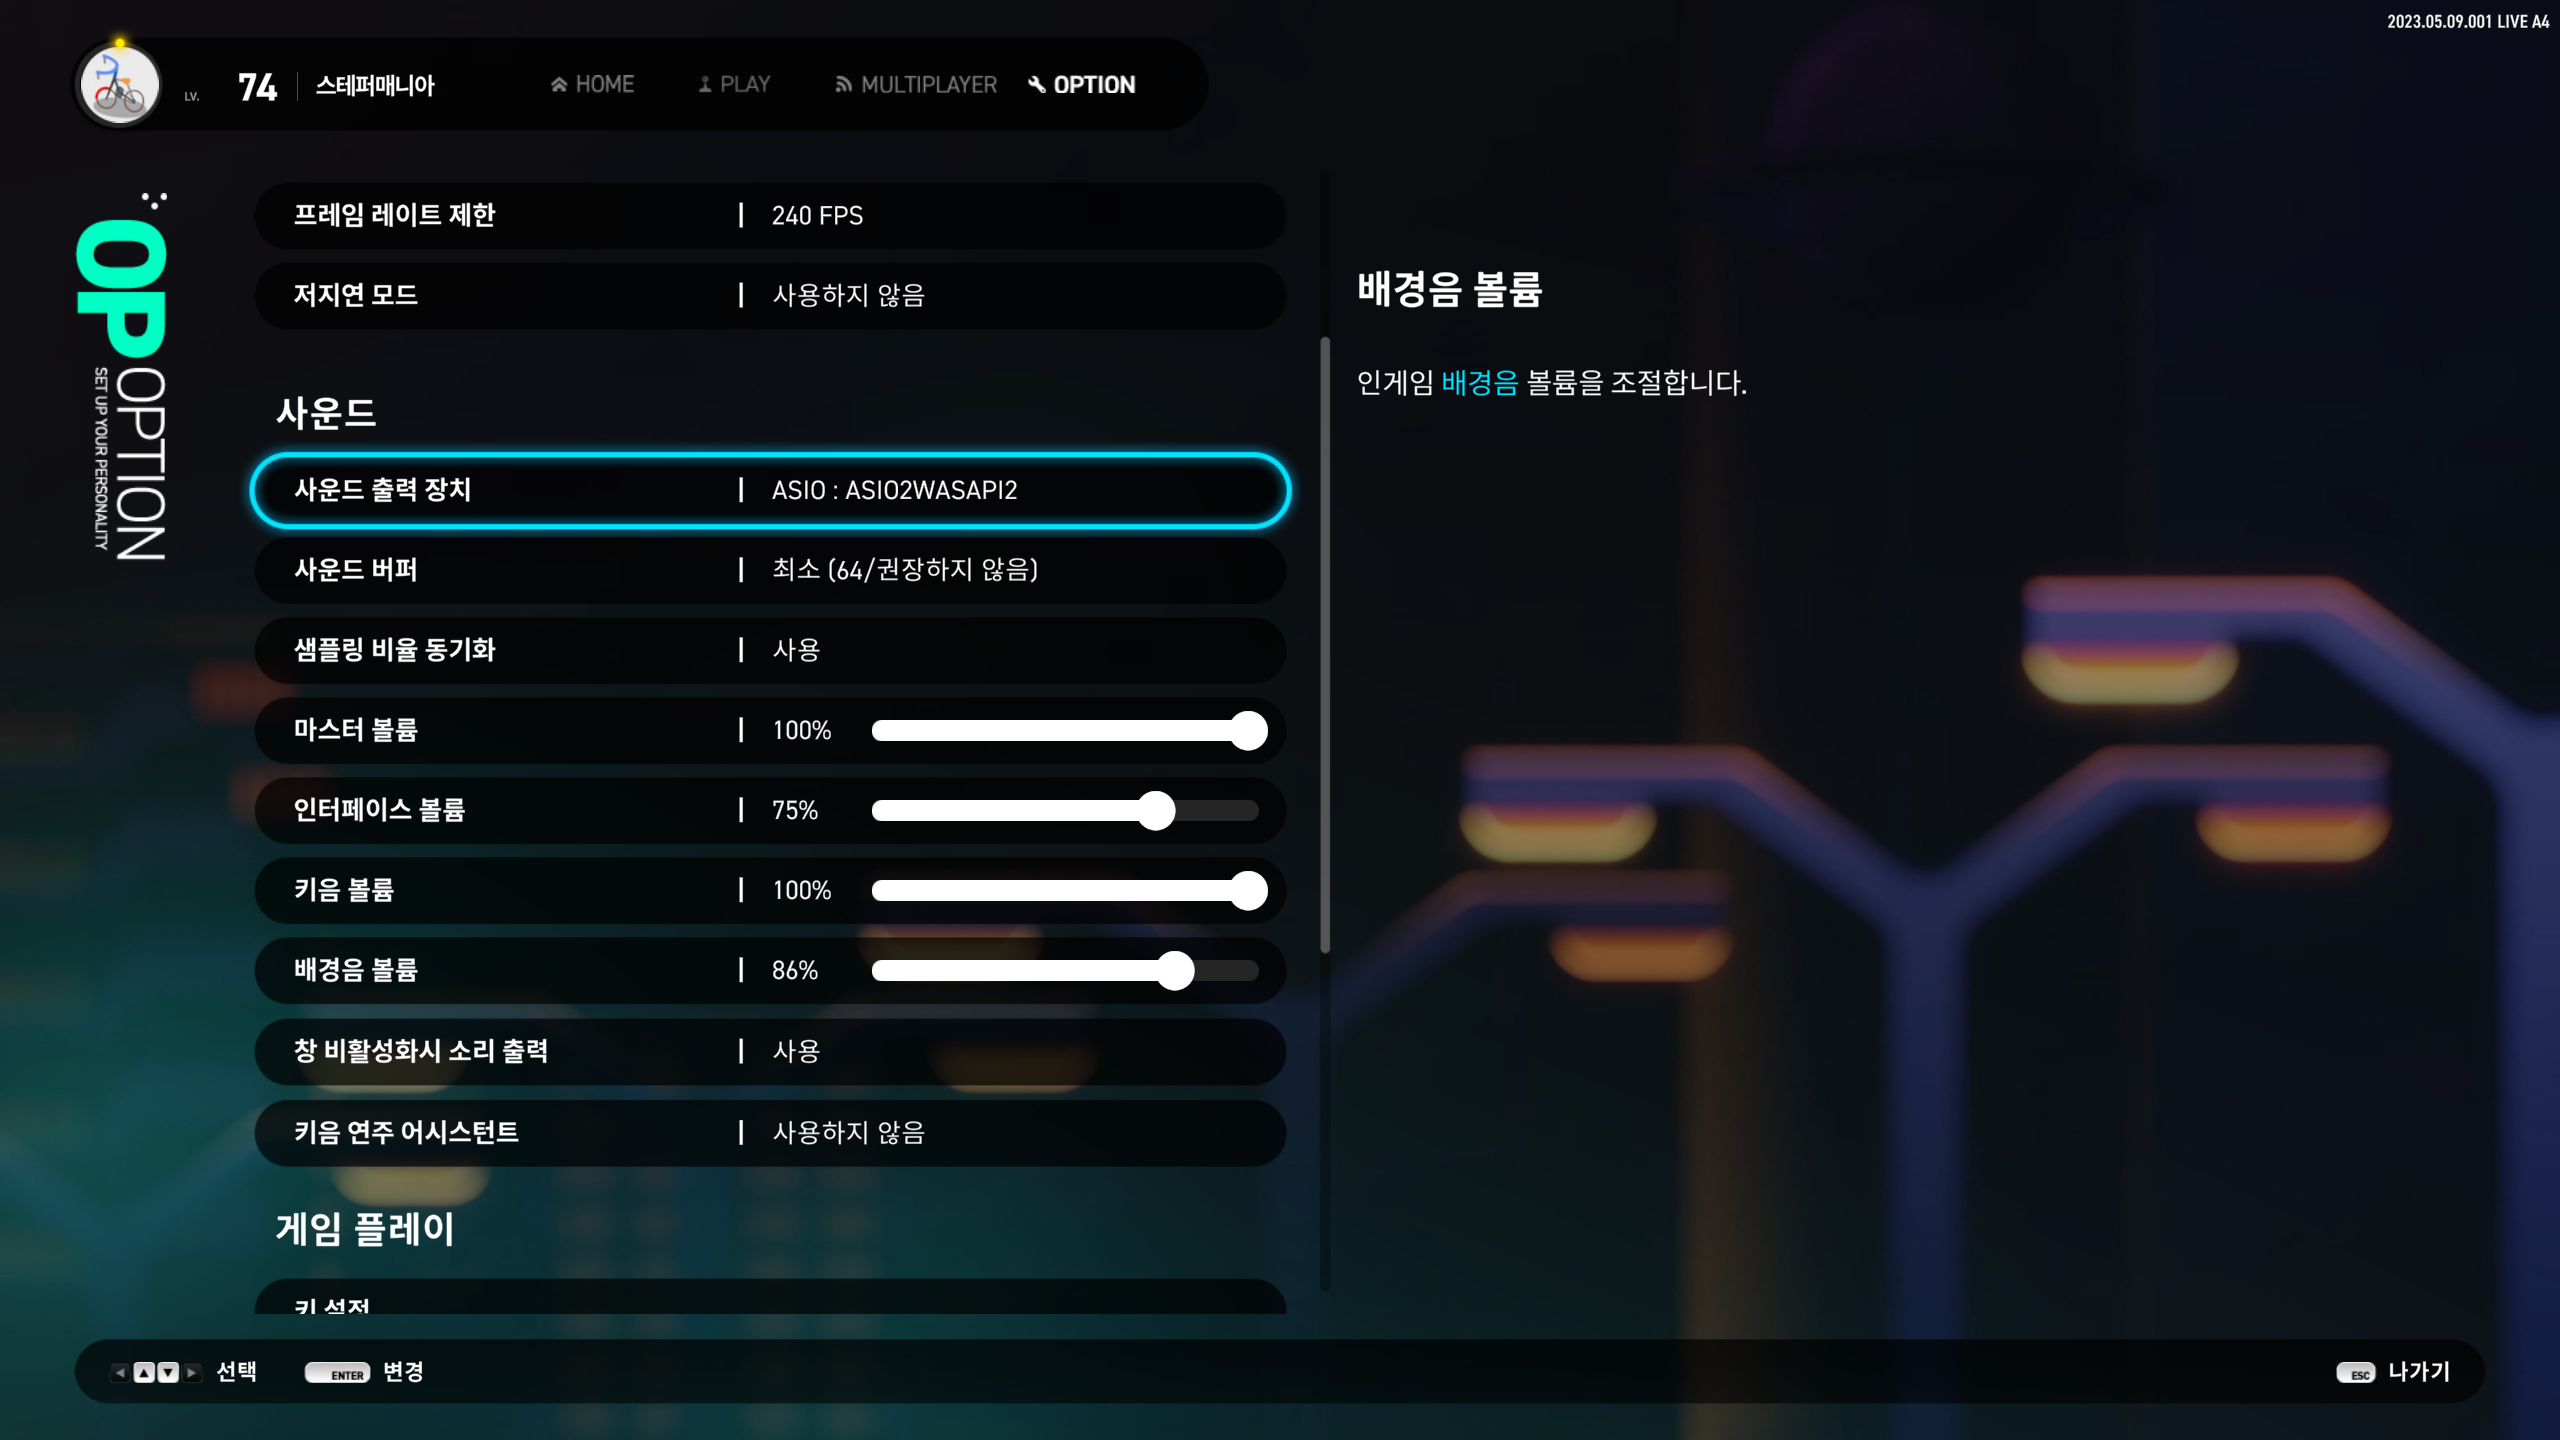 2023.05.09.001 LIVE A4
LV. 74 스테퍼매니아 HOME PLAY MULTIPLAYER OPTION
OP OPTION
SET UP YOUR PERSONALITY
프레임 레이트 제한 | 240 FPS
저지연 모드 | 사용하지 않음
사운드
사운드 출력 장치 | ASIO : ASIO2WASAPI2
사운드 버퍼 | 최소 (64/권장하지 않음)
샘플링 비율 동기화 | 사용
마스터 볼륨 | 100%
인터페이스 볼륨 | 75%
키음 볼륨 | 100%
배경음 볼륨 | 86%
창 비활성화시 소리 출력 | 사용
키음 연주 어시스턴트 | 사용하지 않음
게임 플레이
키 설정
배경음 볼륨
인게임 배경음 볼륨을 조절합니다.
선택 ENTER 변경
ESC 나가기